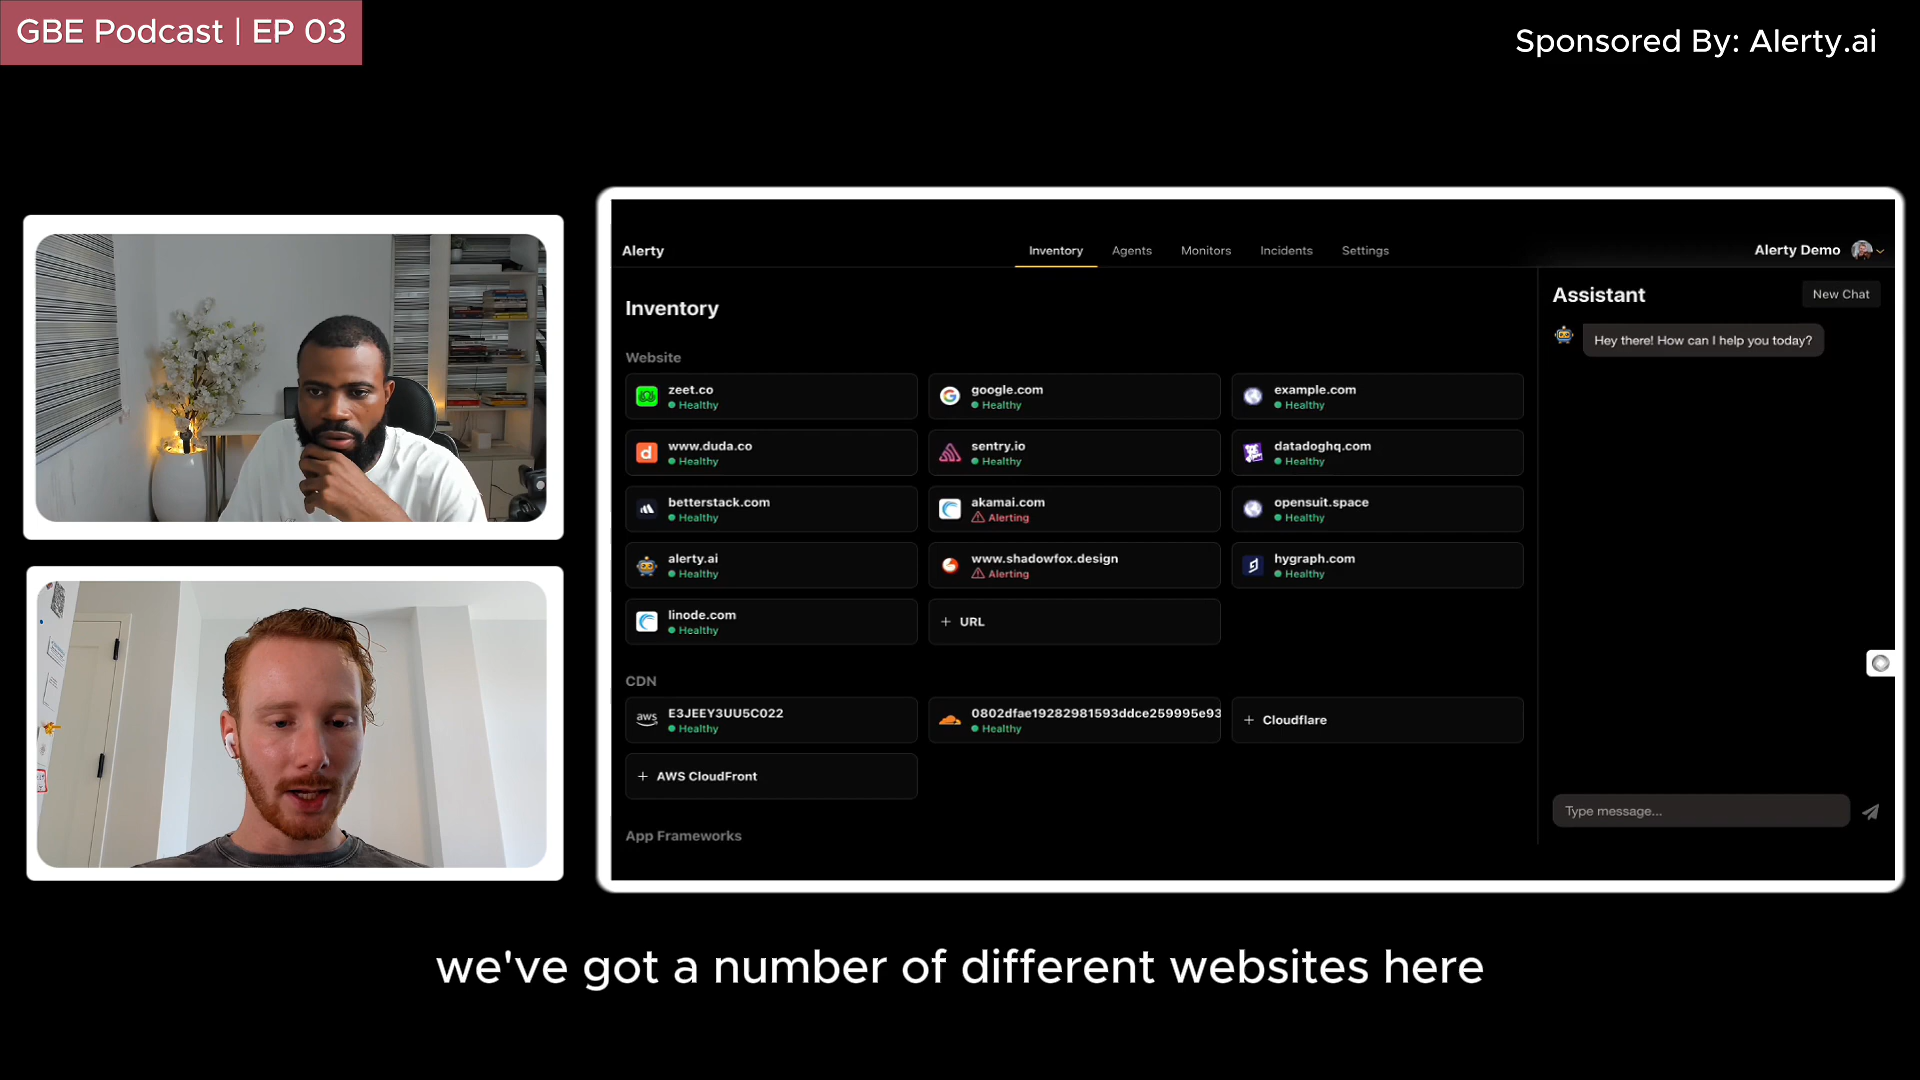 GBE Podcast | EP 03
Sponsored By: Alerty.ai
Alerty
Inventory
Agents
Monitors
Incidents
Settings
Alerty Demo
Inventory
Website
zeet.co
Healthy
google.com
Healthy
example.com
Healthy
www.duda.co
Healthy
sentry.io
Healthy
datadoghq.com
Healthy
betterstack.com
Healthy
akamai.com
Alerting
opensuit.space
Healthy
alerty.ai
Healthy
www.shadowfox.design
Alerting
hygraph.com
Healthy
linode.com
Healthy
+ URL
CDN
aws
E3JEEY3UU5C022
Healthy
0802dfae19282981593ddce259995e93
Healthy
+ Cloudflare
+ AWS CloudFront
App Frameworks
Assistant
New Chat
Hey there! How can I help you today?
Type message...
we've got a number of different websites here